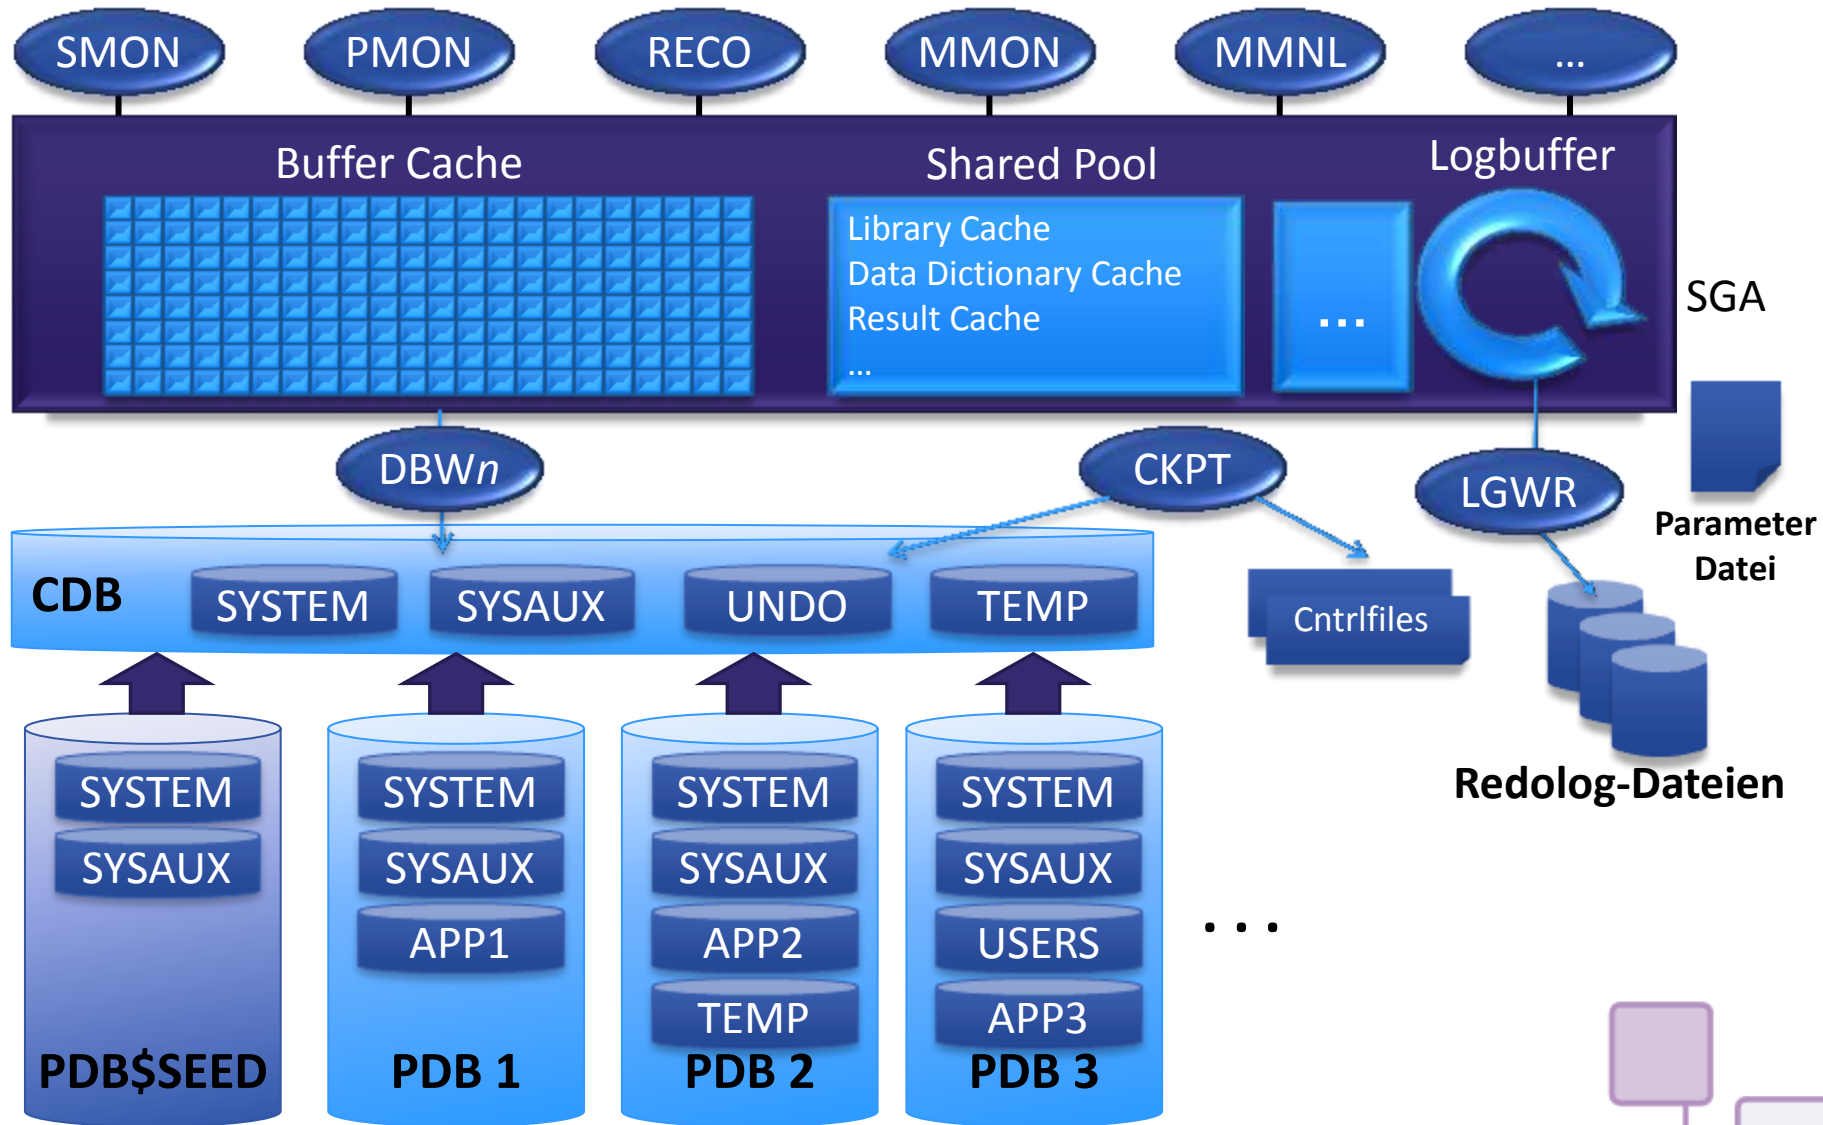 SMON
PMON
RECO
MMON
MMNL
...
Buffer Cache
Shared Pool
Logbuffer
Library Cache
Data Dictionary Cache
Result Cache
...
...
SGA
DBWn
CKPT
LGWR
Parameter
Datei
CDB
SYSTEM
SYSAUX
UNDO
TEMP
Cntrlfiles
Redolog-Dateien
SYSTEM
SYSAUX
PDB$SEED
SYSTEM
SYSAUX
APP1
PDB 1
SYSTEM
SYSAUX
APP2
TEMP
PDB 2
SYSTEM
SYSAUX
USERS
APP3
PDB 3
. . .